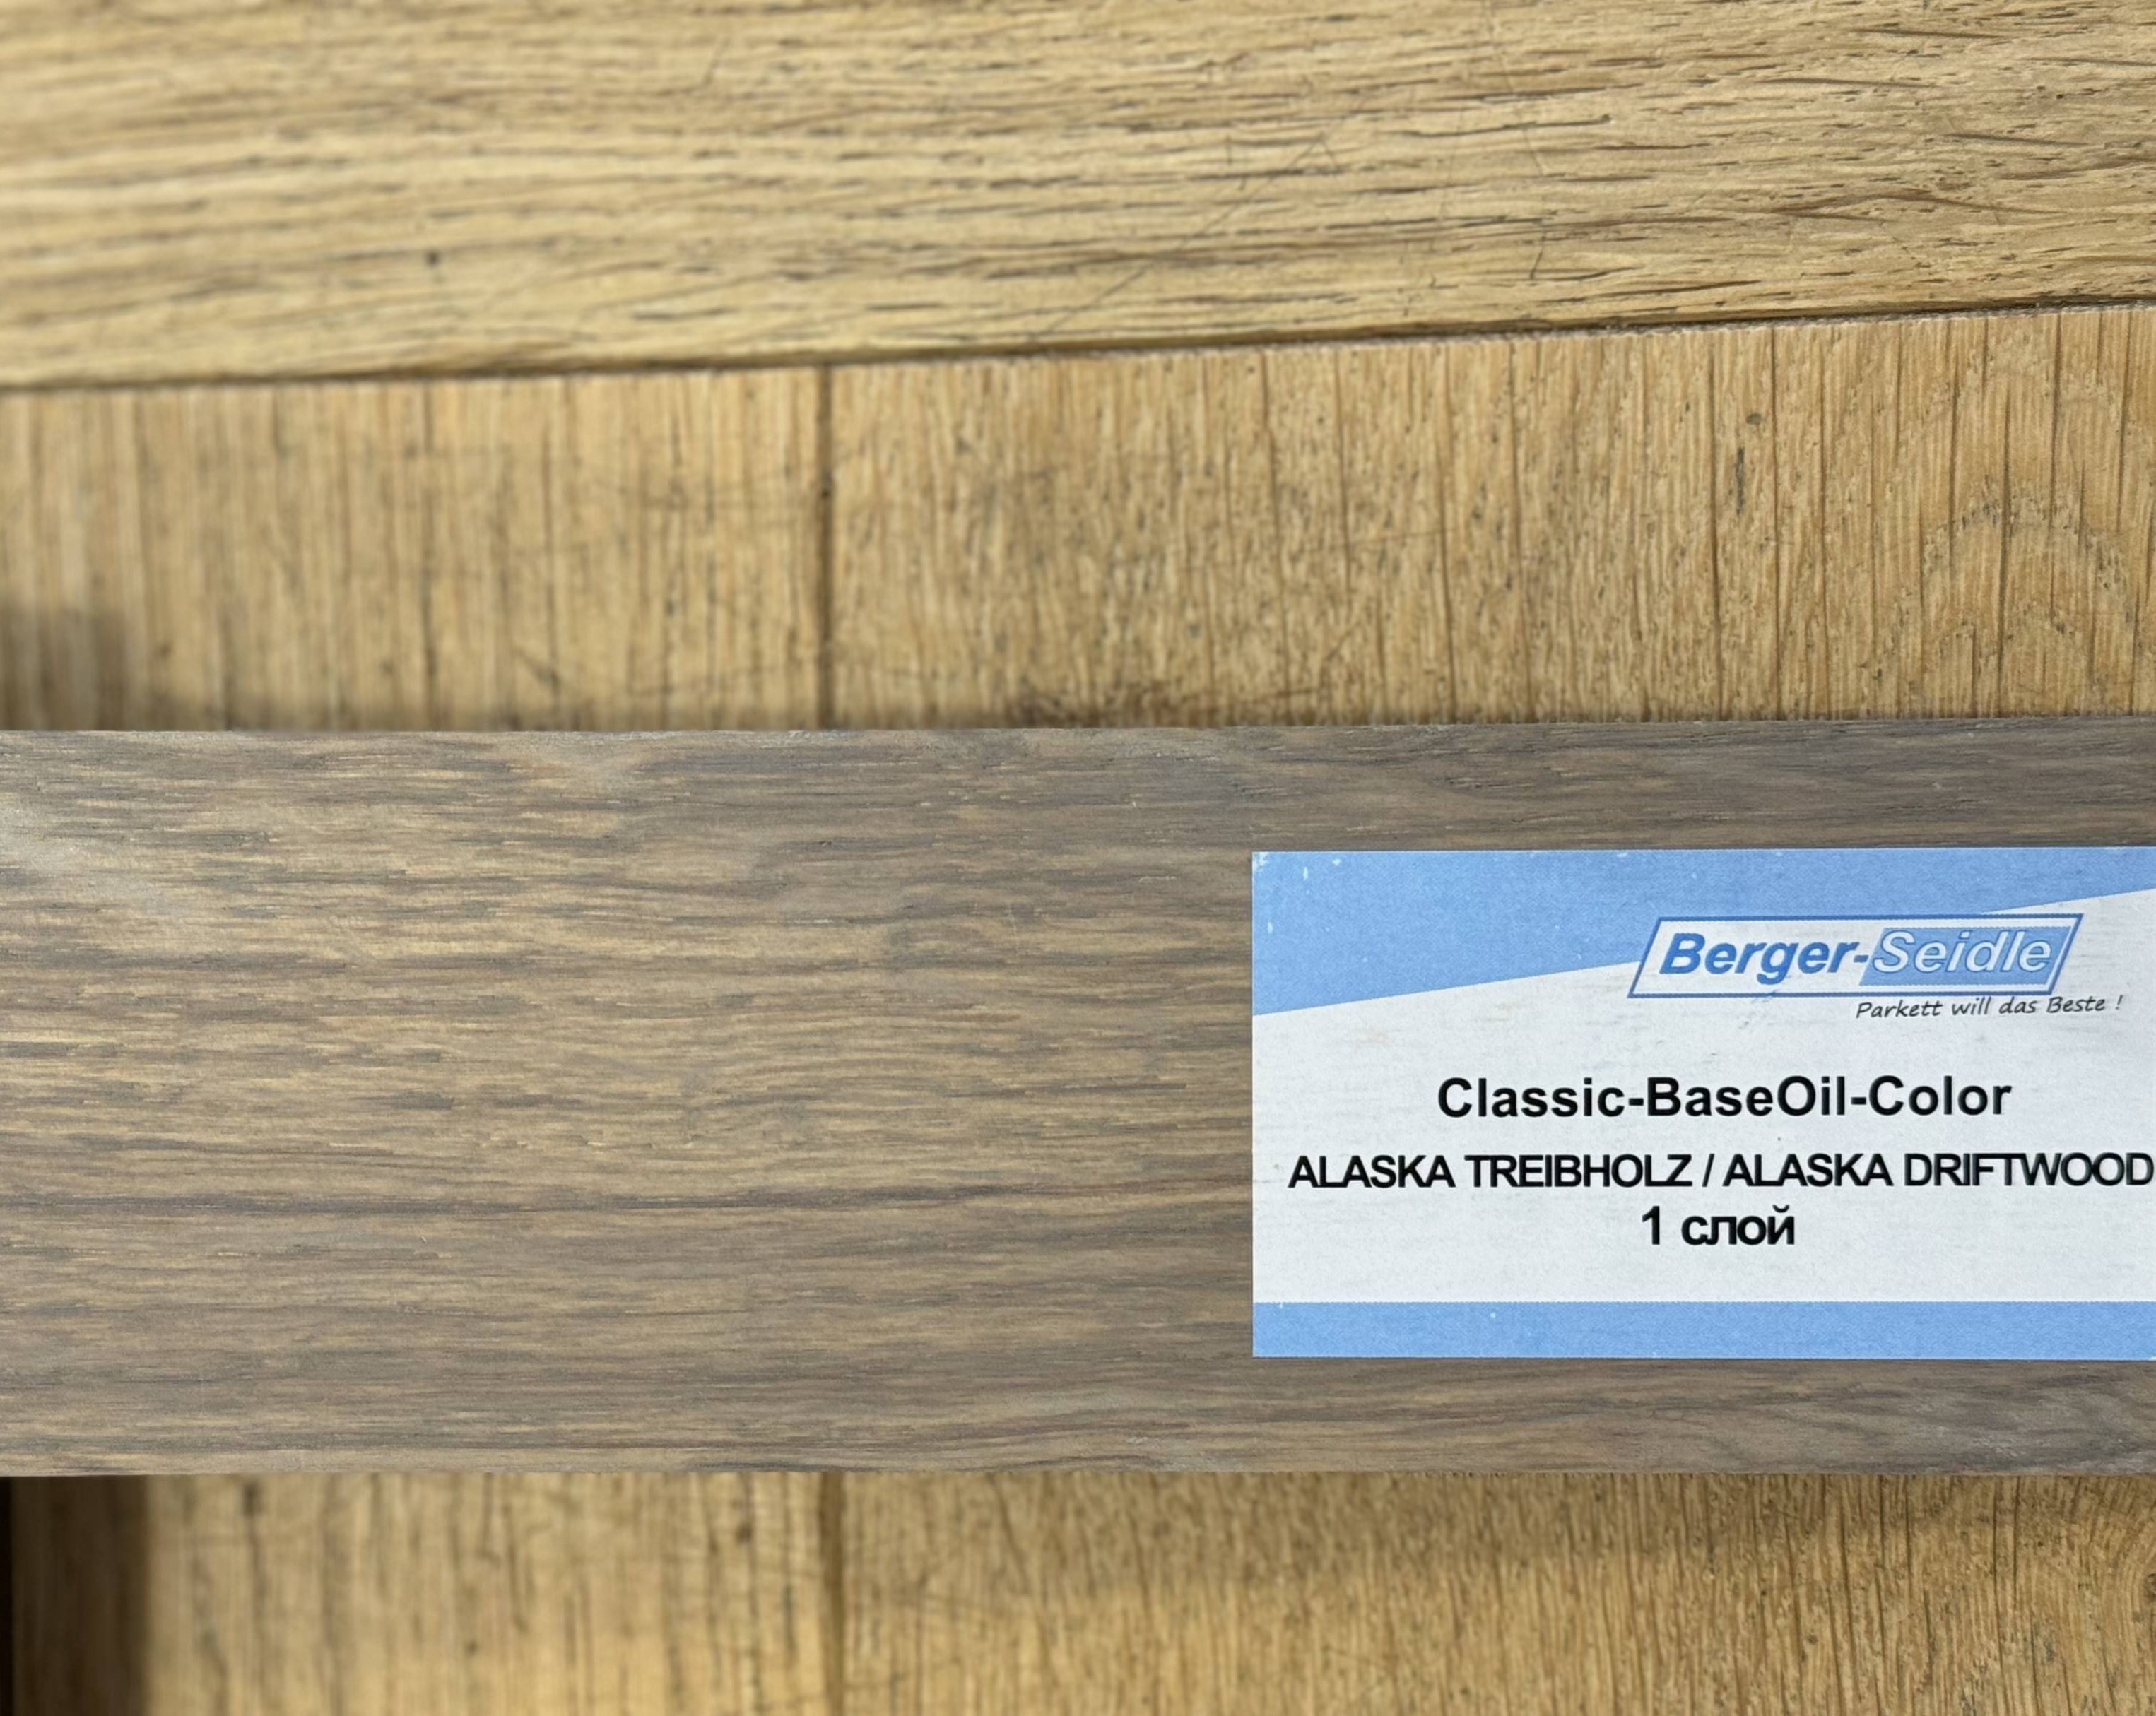 Berger-Seidle
Parkett will das Beste !
Classic-BaseOil-Color
ALASKA TREIBHOLZ / ALASKA DRIFTWOOD
1 слой